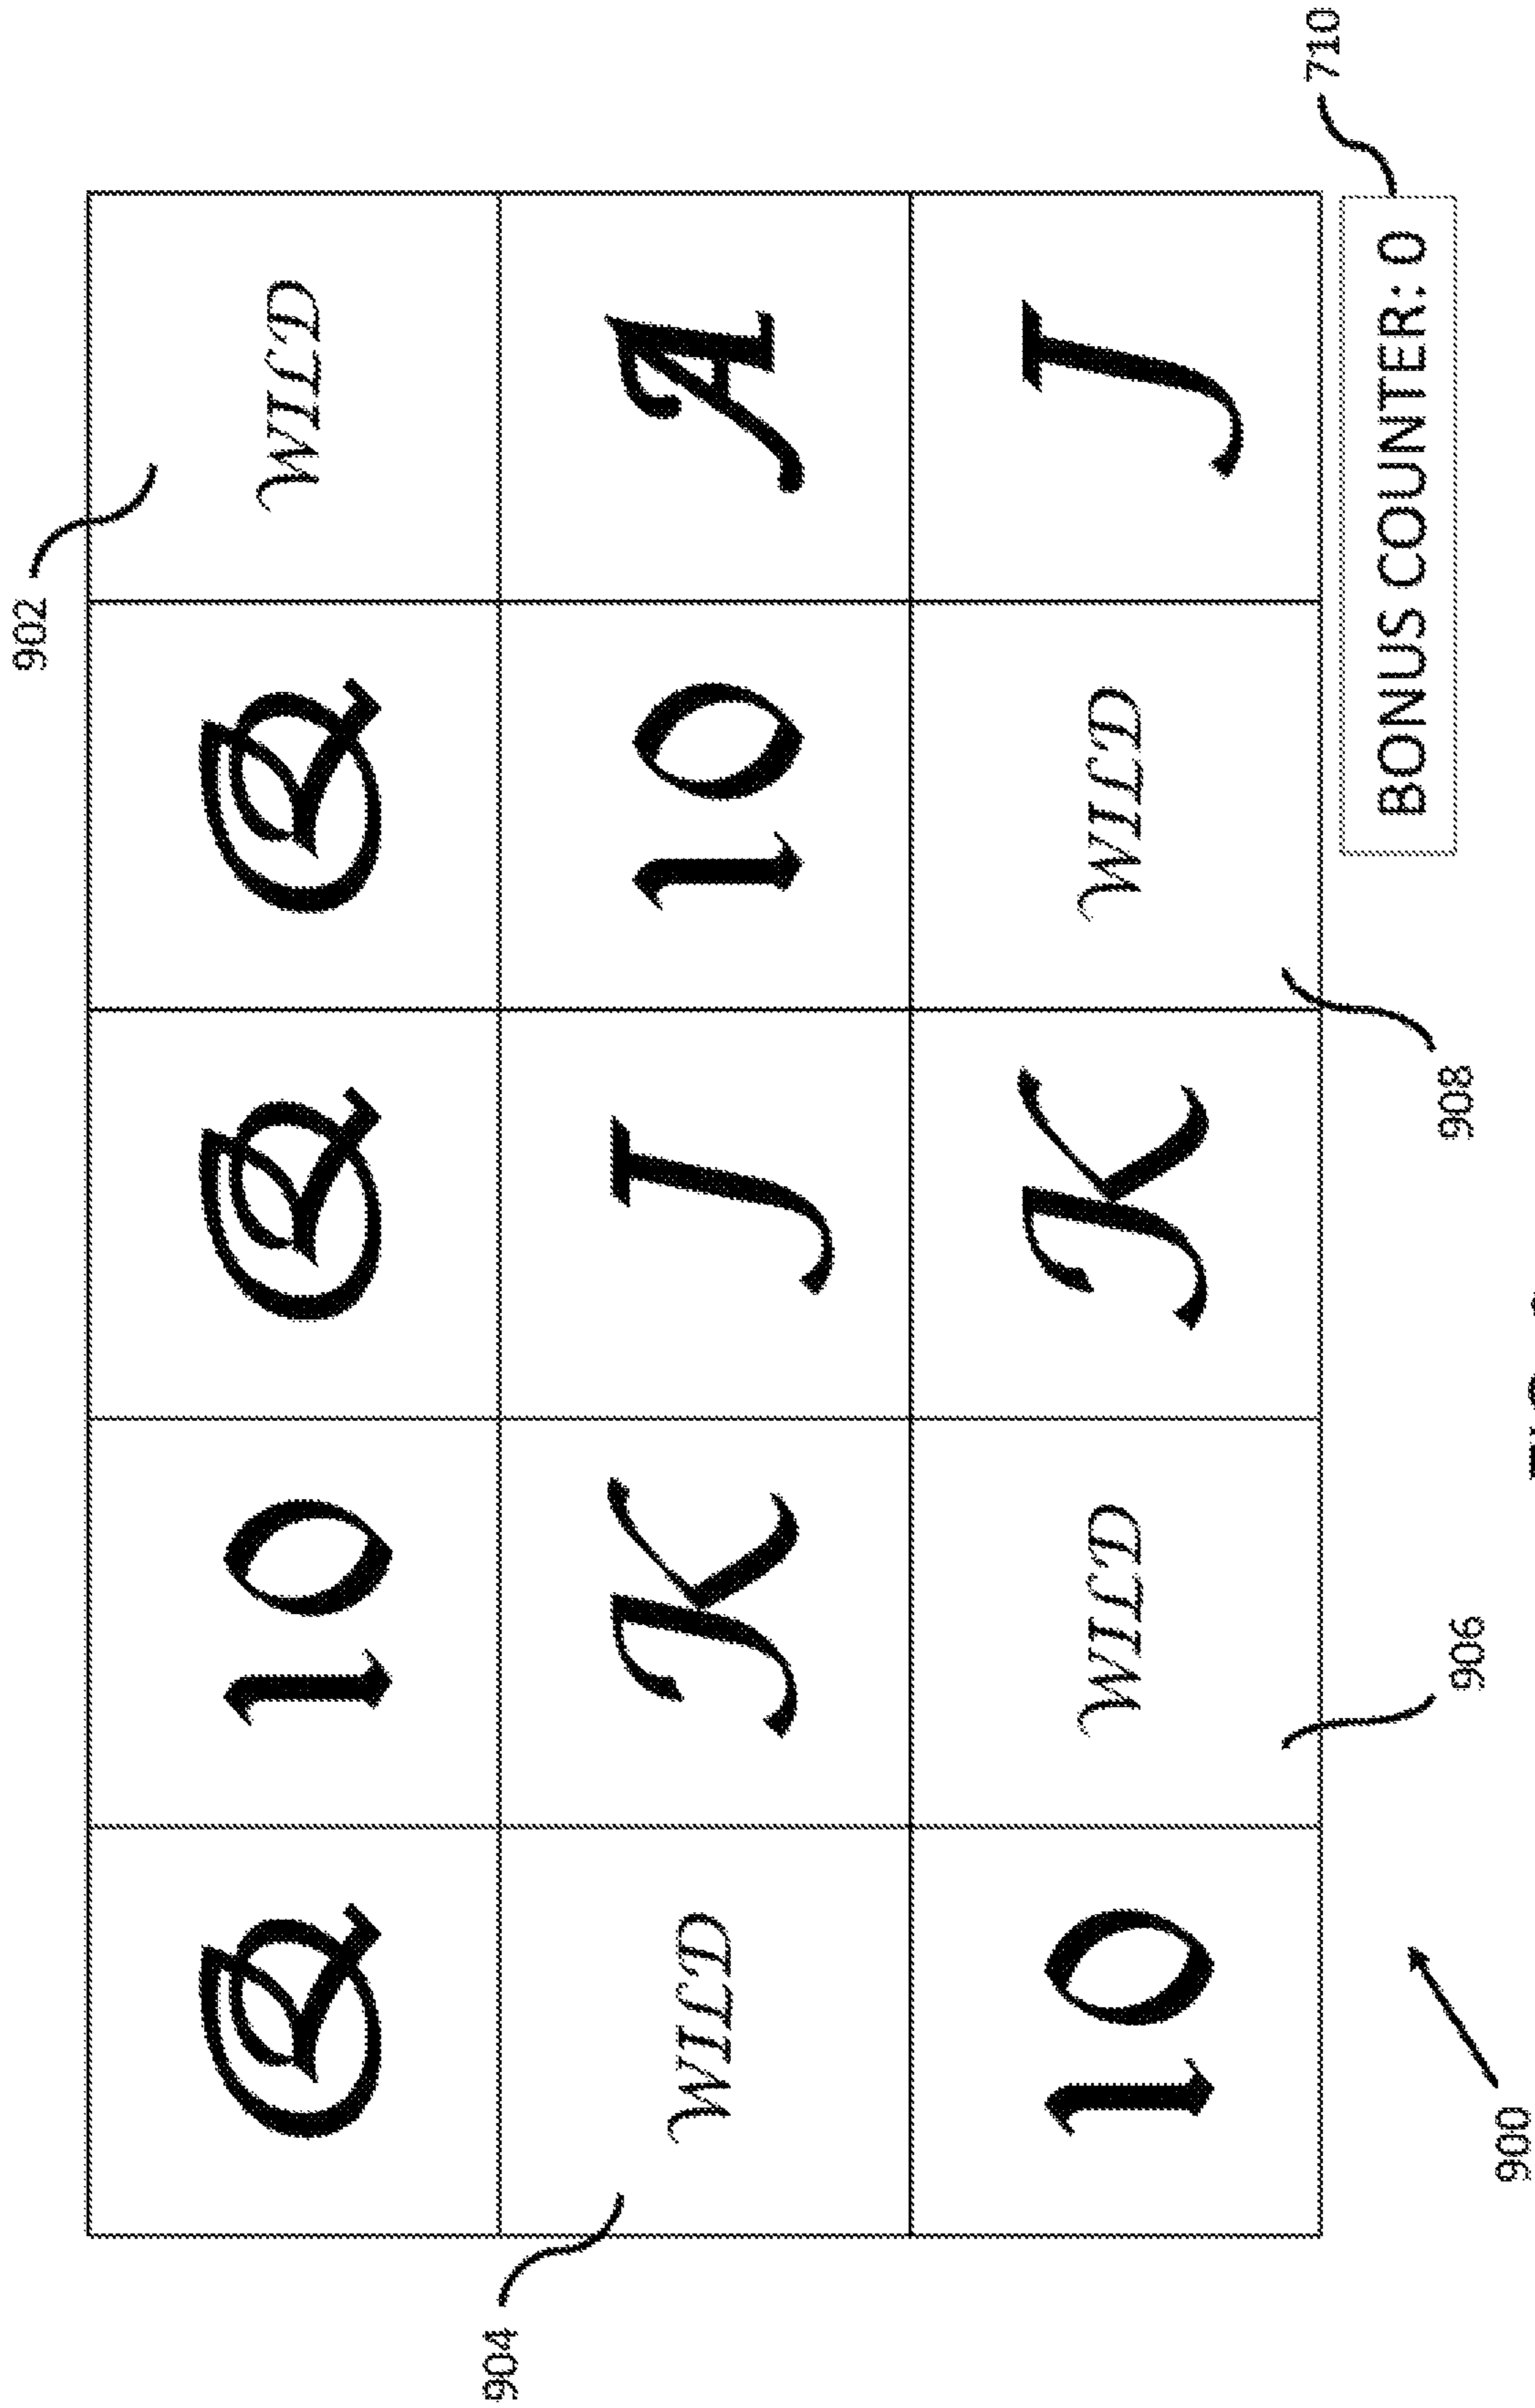 902
Q 10 Q Q WILD
904
WILD K J 10 A
10 WILD K WILD J
906
908
BONUS COUNTER: 0
710
900